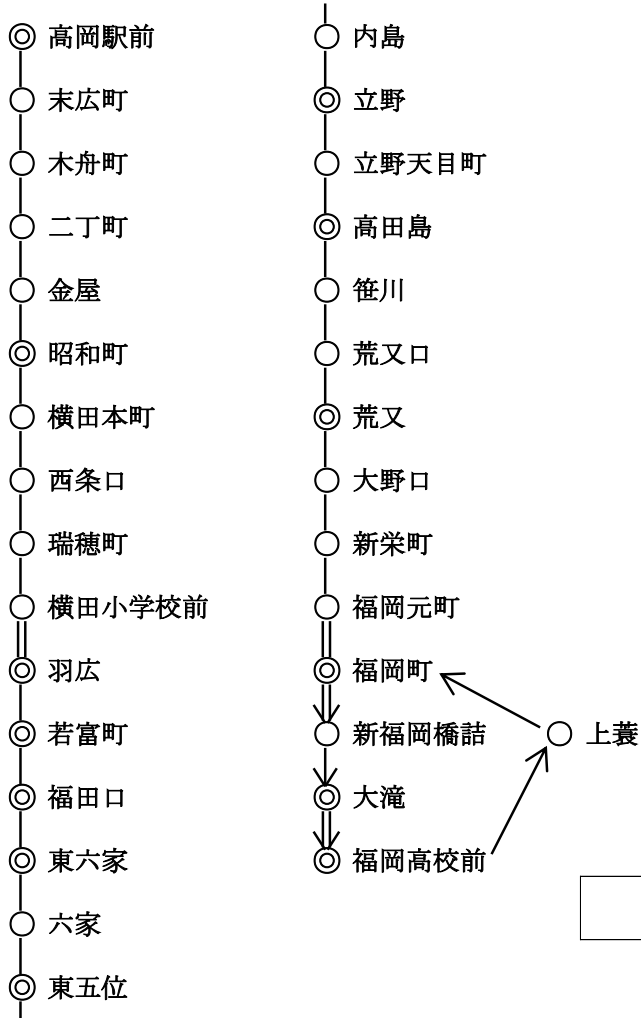 高岡駅前
末広町
木舟町
二丁町
金屋
昭和町
横田本町
西条口
瑞穂町
横田小学校前
羽広
若富町
福田口
東六家
六家
東五位
内島
立野
立野天目町
高田島
笹川
荒又口
荒又
大野口
新栄町
福岡元町
福岡町
新福岡橋詰
大滝
福岡高校前
上蓑